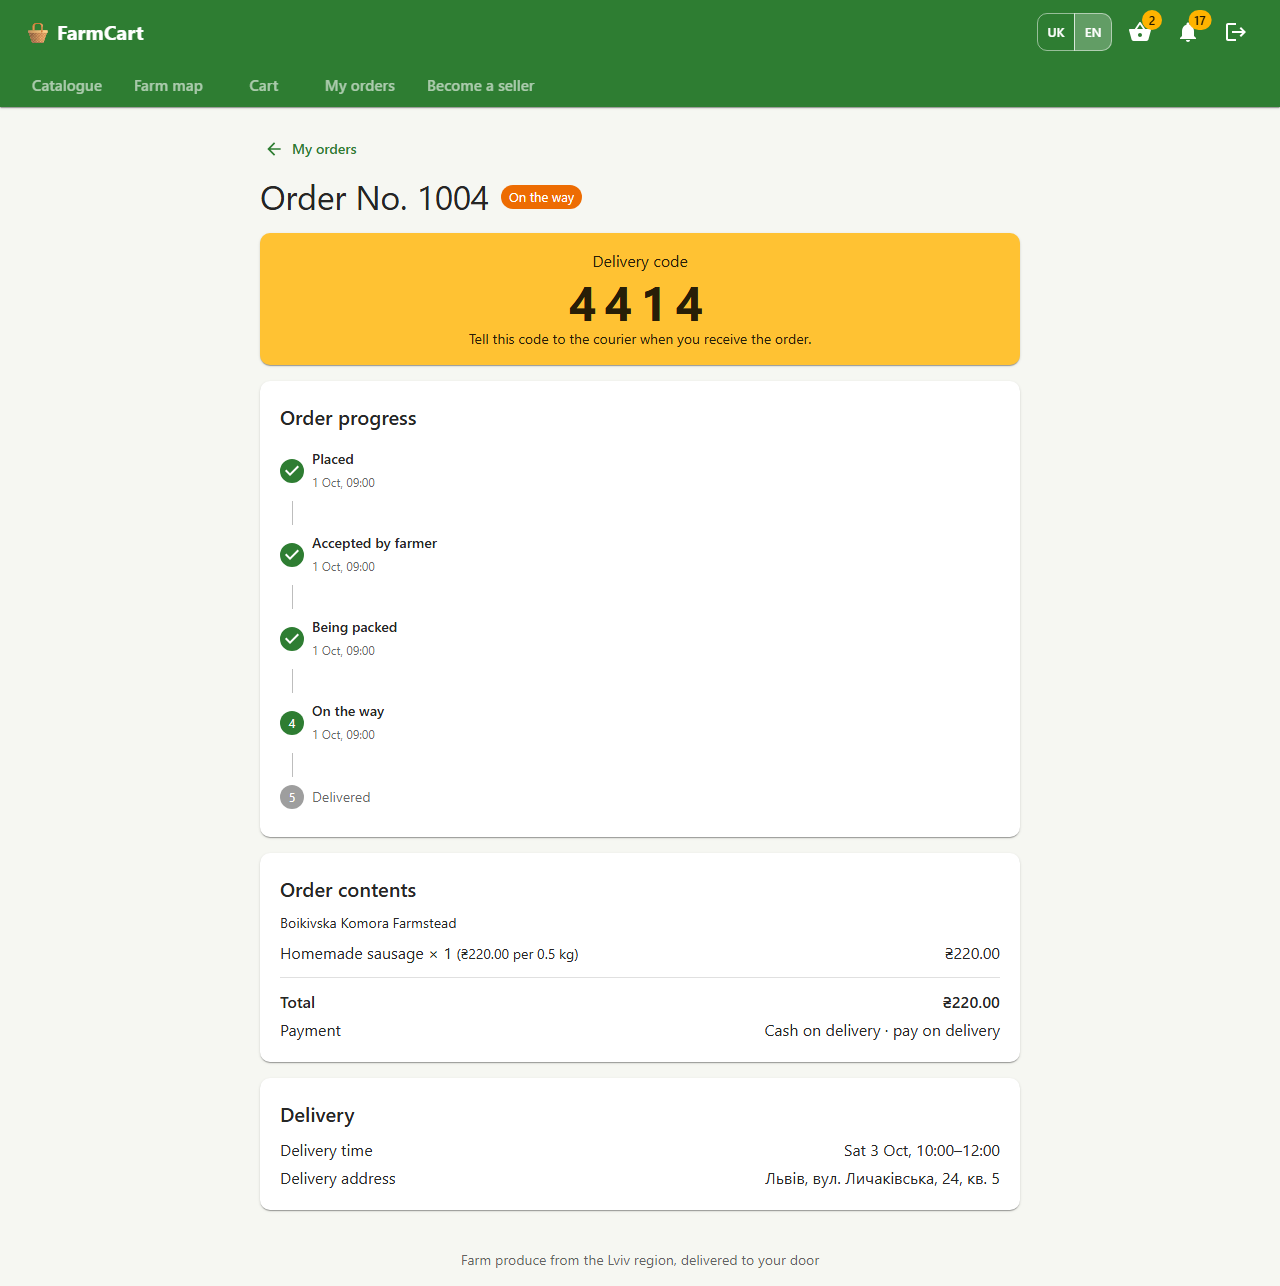 FarmCart
UK EN 2 17
Catalogue Farm map Cart My orders Become a seller
My orders
Order No. 1004 On the way
Delivery code
4414
Tell this code to the courier when you receive the order.
Order progress
Placed
1 Oct, 09:00
Accepted by farmer
1 Oct, 09:00
Being packed
1 Oct, 09:00
On the way
4
1 Oct, 09:00
5 Delivered
Order contents
Boikivska Komora Farmstead
Homemade sausage × 1 (₴220.00 per 0.5 kg) ₴220.00
Total ₴220.00
Payment Cash on delivery · pay on delivery
Delivery
Delivery time Sat 3 Oct, 10:00–12:00
Delivery address Львів, вул. Личаківська, 24, кв. 5
Farm produce from the Lviv region, delivered to your door